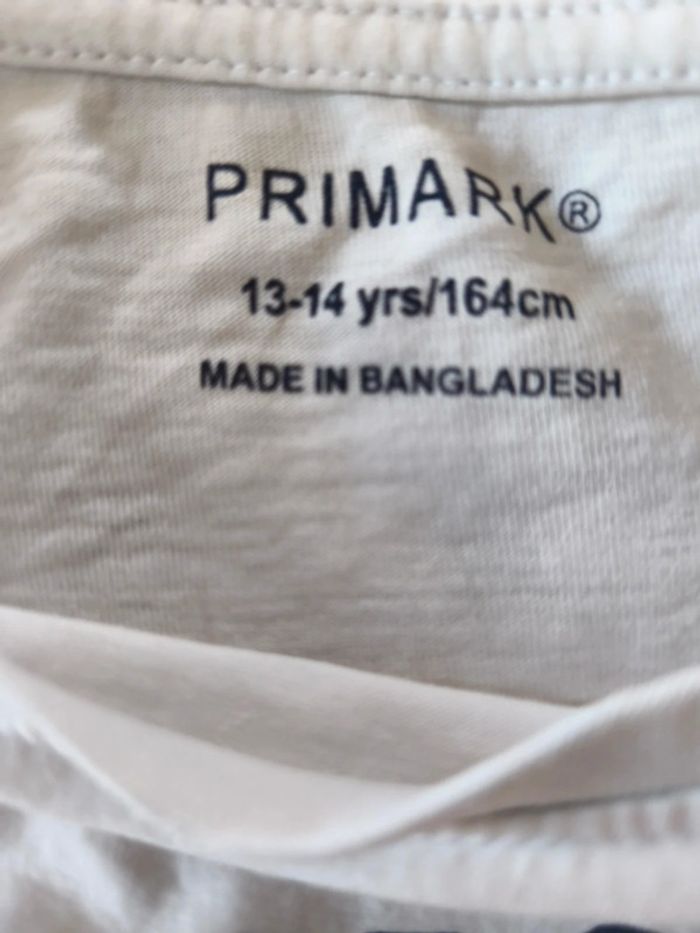 PRIMARK®
13-14 yrs/164cm
MADE IN BANGLADESH